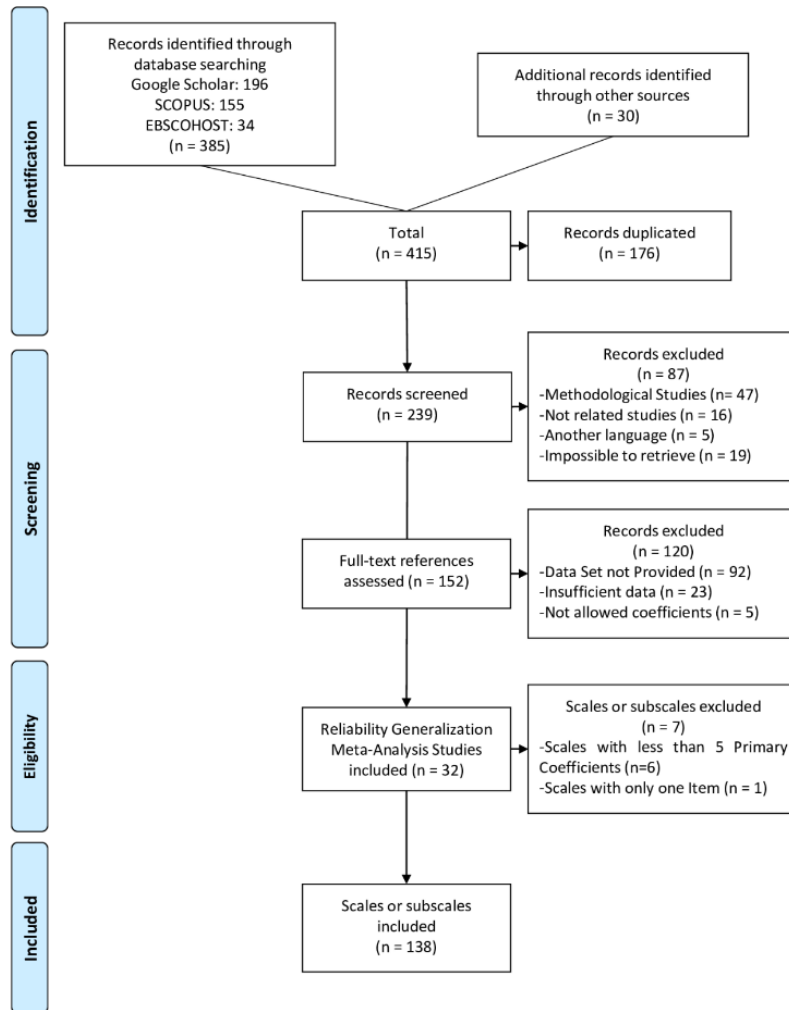 Identification
Records identified through
database searching
Google Scholar: 196
SCOPUS: 155
EBSCOHOST: 34
(n = 385)
Additional records identified
through other sources
(n = 30)
Total
(n = 415)
Records duplicated
(n = 176)
Screening
Records screened
(n = 239)
Records excluded
(n = 87)
-Methodological Studies (n= 47)
-Not related studies (n = 16)
-Another language (n = 5)
-Impossible to retrieve (n = 19)
Full-text references
assessed (n = 152)
Records excluded
(n = 120)
-Data Set not Provided (n = 92)
-Insufficient data (n = 23)
-Not allowed coefficients (n = 5)
Eligibility
Reliability Generalization
Meta-Analysis Studies
included (n = 32)
Scales or subscales excluded
(n = 7)
-Scales with less than 5 Primary
Coefficients (n=6)
-Scales with only one Item (n = 1)
Included
Scales or subscales
included
(n = 138)